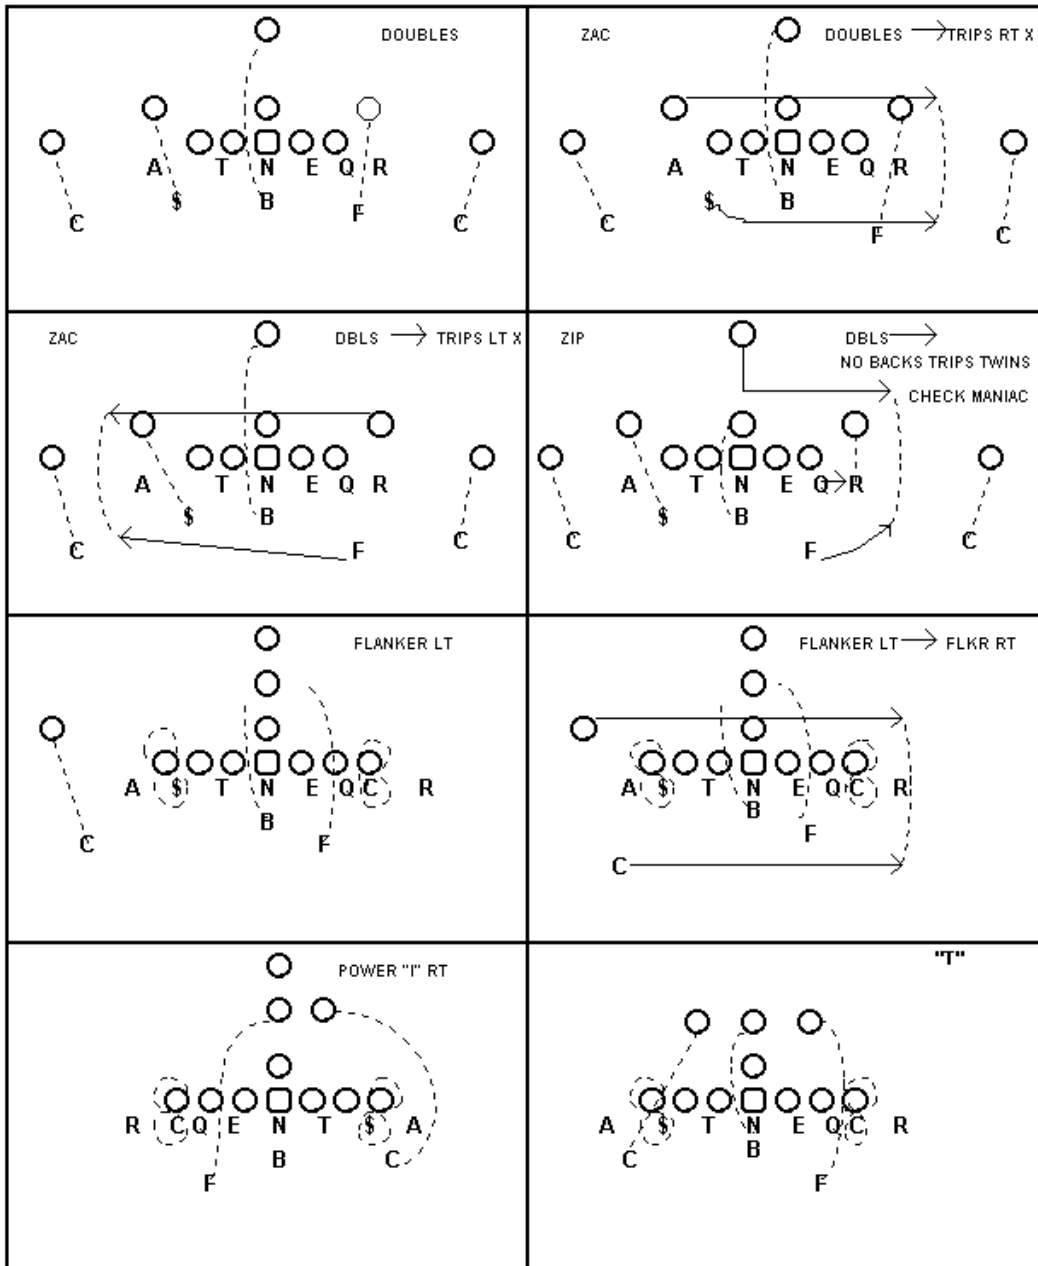 DOUBLES
A T N E Q R
$ B F
C C
ZAC DOUBLES TRIPS RT X
A T N E Q R
$ B
C F C
ZAC DBLS TRIPS LT X
A T N E Q R
$ B
C F C
ZIP DBLS
NO BACKS TRIPS TWINS
CHECK MANIAC
A T N E Q R
$ B
C F C
FLANKER LT
A $ T N E Q C R
B
C F
FLANKER LT FLKR RT
A $ T N E Q C R
B
F
C
POWER "I" RT
R C Q E N T $ A
B C
F
"T"
A $ T N E Q C R
B
C
F